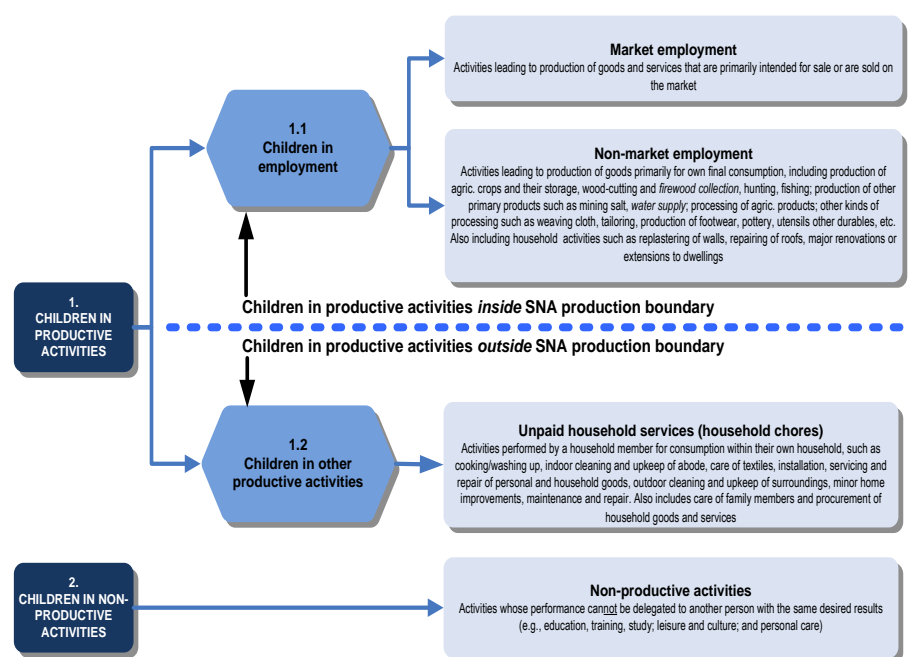 Market employment
Activities leading to production of goods and services that are primarily intended for sale or are sold on
the market
1.1
Children in
employment
Non-market employment
Activities leading to production of goods primarily for own final consumption, including production of
agric. crops and their storage, wood-cutting and firewood collection, hunting, fishing; production of other
primary products such as mining salt, water supply; processing of agric. products; other kinds of
processing such as weaving cloth, tailoring, production of footwear, pottery, utensils other durables, etc.
Also including household activities such as replastering of walls, repairing of roofs, major renovations or
extensions to dwellings
1.
CHILDREN IN
PRODUCTIVE
ACTIVITIES
Children in productive activities inside SNA production boundary
Children in productive activities outside SNA production boundary
1.2
Children in other
productive activities
Unpaid household services (household chores)
Activities performed by a household member for consumption within their own household, such as
cooking/washing up, indoor cleaning and upkeep of abode, care of textiles, installation, servicing and
repair of personal and household goods, outdoor cleaning and upkeep of surroundings, minor home
improvements, maintenance and repair. Also includes care of family members and procurement of
household goods and services
2.
CHILDREN IN NON-
PRODUCTIVE
ACTIVITIES
Non-productive activities
Activities whose performance cannot be delegated to another person with the same desired results
(e.g., education, training, study; leisure and culture; and personal care)